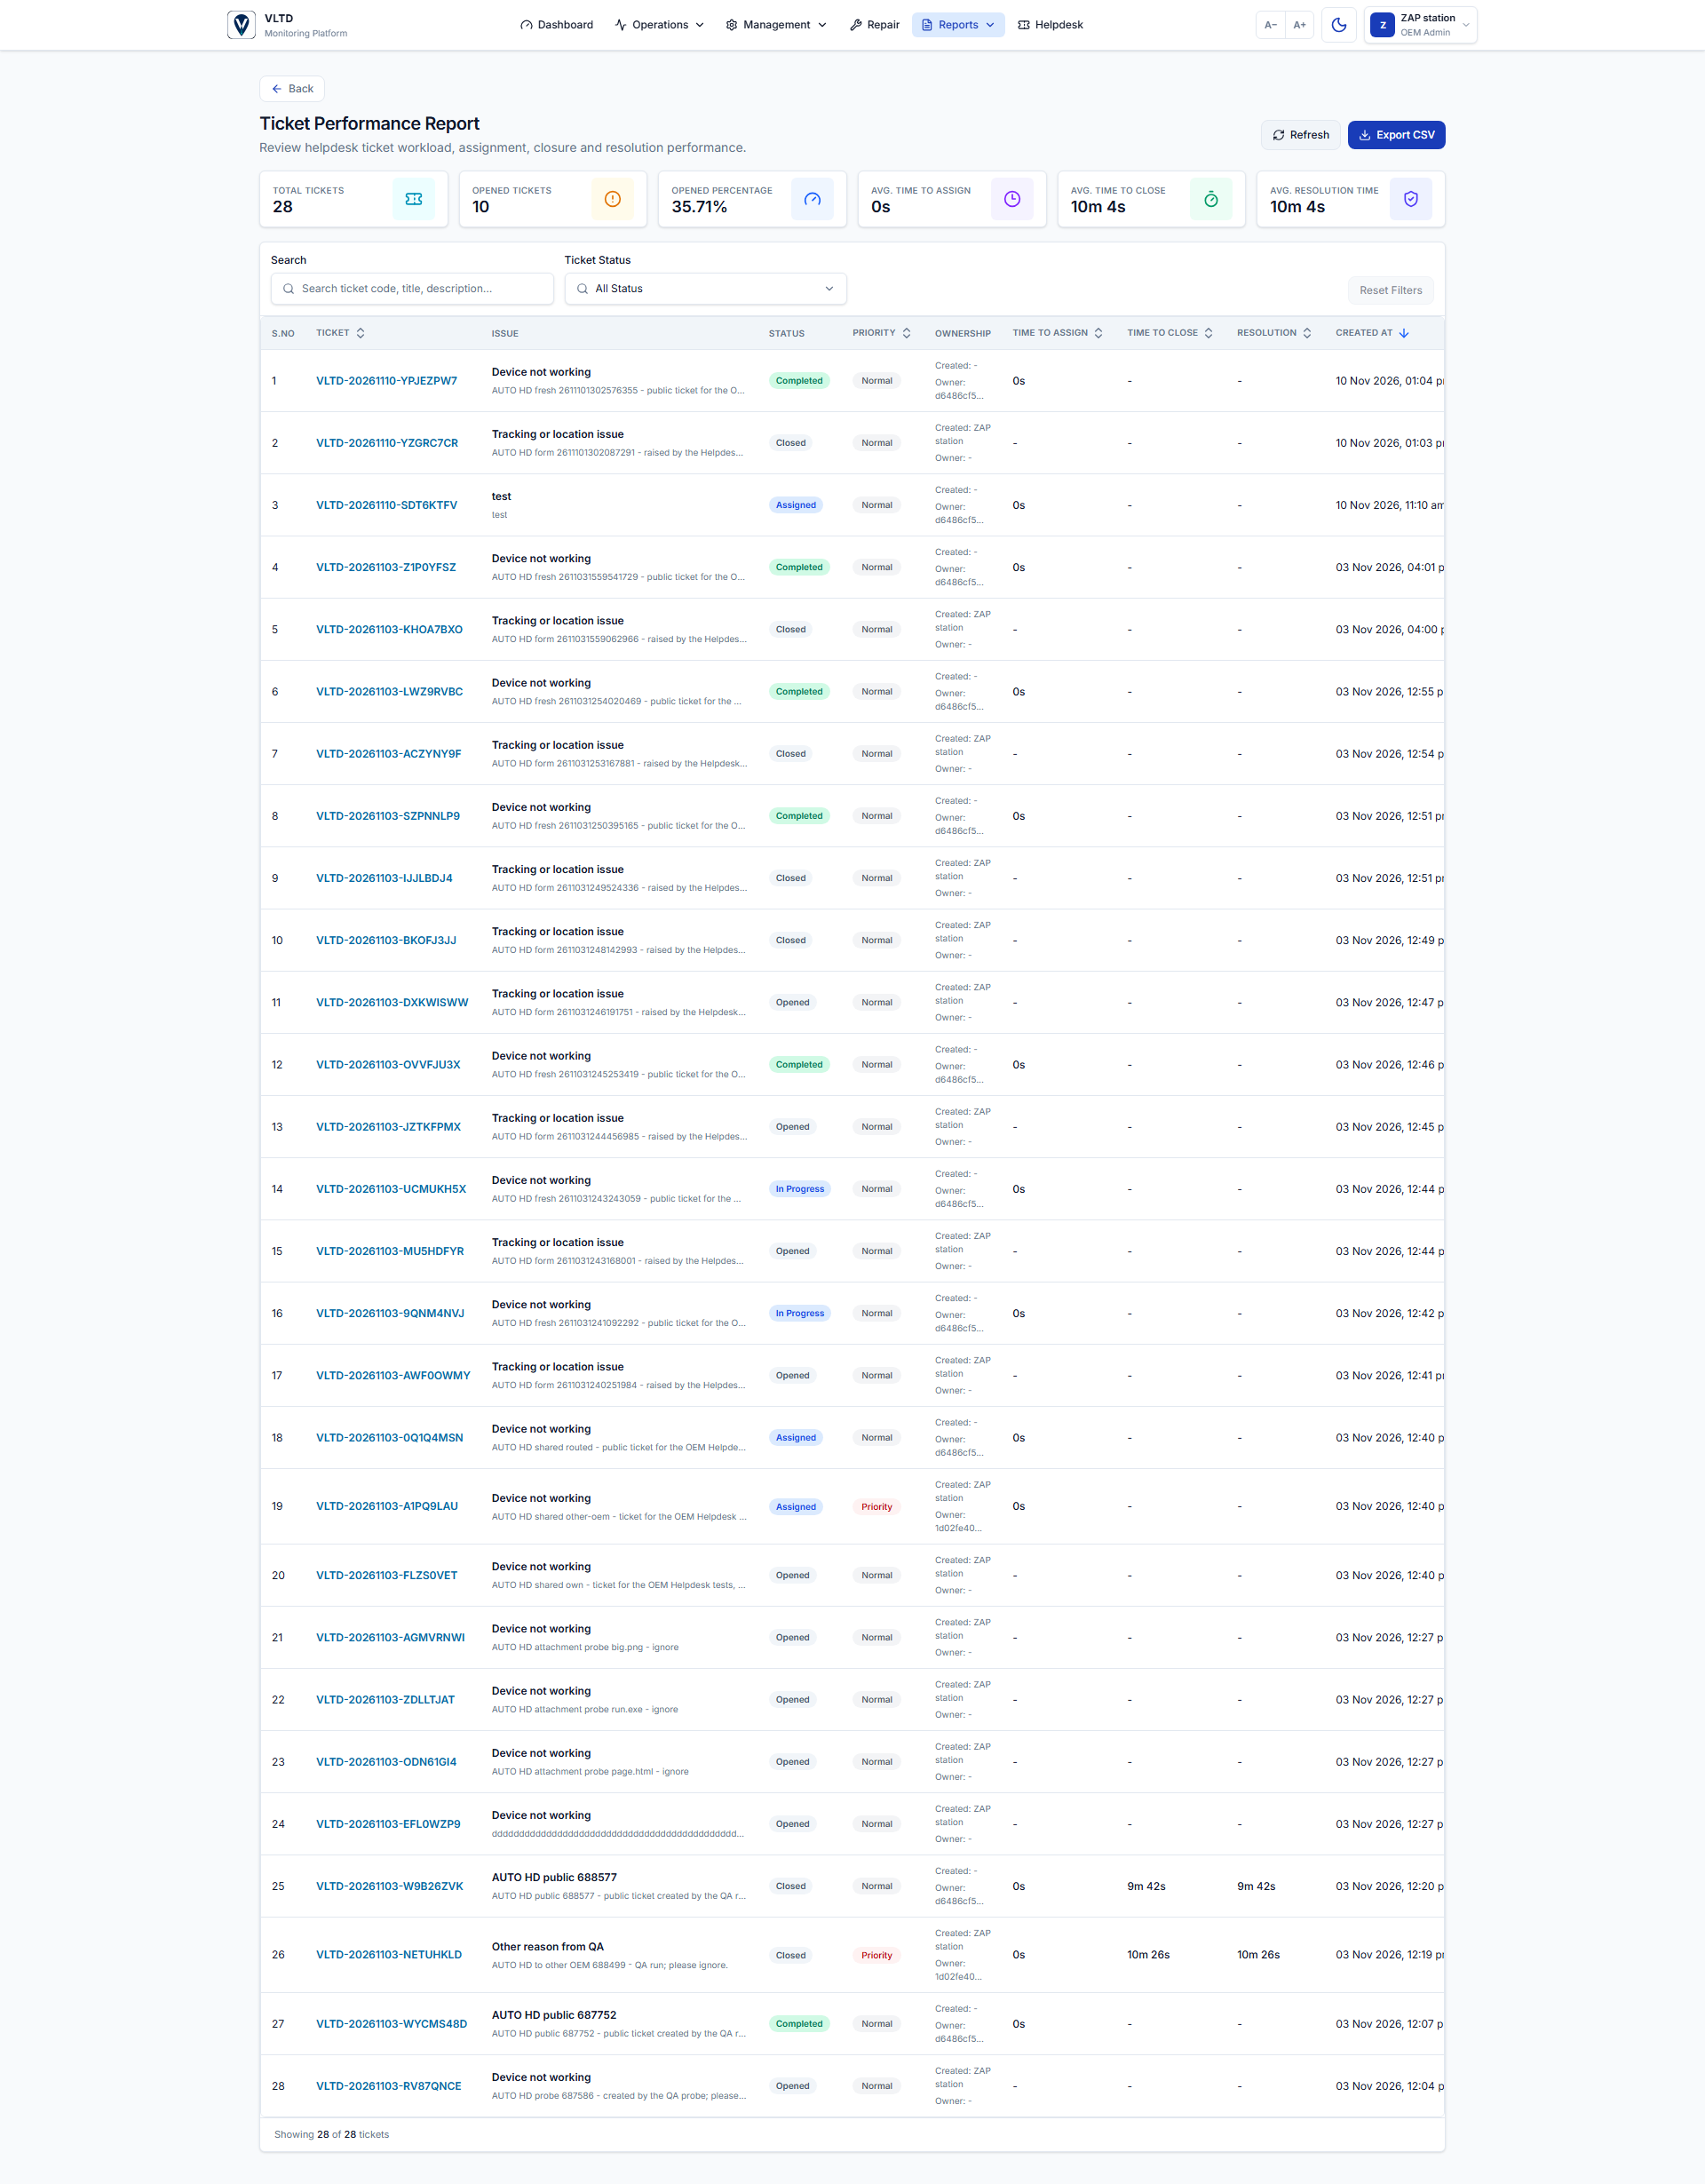 VLTD
Monitoring Platform
Dashboard Operations Management Repair Reports Helpdesk
A− A+
Z ZAP station
OEM Admin
Back
Ticket Performance Report
Review helpdesk ticket workload, assignment, closure and resolution performance.
Refresh Export CSV
TOTAL TICKETS
28
OPENED TICKETS
10
OPENED PERCENTAGE
35.71%
AVG. TIME TO ASSIGN
0s
AVG. TIME TO CLOSE
10m 4s
AVG. RESOLUTION TIME
10m 4s
Search Ticket Status
Search ticket code, title, description... All Status Reset Filters
S.NO TICKET ISSUE STATUS PRIORITY OWNERSHIP TIME TO ASSIGN TIME TO CLOSE RESOLUTION CREATED AT
1 VLTD-20261110-YPJEZPW7 Device not working
AUTO HD fresh 2611101302576355 - public ticket for the O... Completed Normal Created: - Owner: d6486cf5... 0s - - 10 Nov 2026, 01:04
2 VLTD-20261110-YZGRC7CR Tracking or location issue
AUTO HD form 2611101302087291 - raised by the Helpdes... Closed Normal Created: ZAP station Owner: - - - - 10 Nov 2026, 01:03
3 VLTD-20261110-SDT6KTFV test
test Assigned Normal Created: - Owner: d6486cf5... 0s - - 10 Nov 2026, 11:10 am
4 VLTD-20261103-Z1P0YFSZ Device not working
AUTO HD fresh 2611031559541729 - public ticket for the O... Completed Normal Created: - Owner: d6486cf5... 0s - - 03 Nov 2026, 04:01
5 VLTD-20261103-KHOA7BXO Tracking or location issue
AUTO HD form 2611031559062966 - raised by the Helpdes... Closed Normal Created: ZAP station Owner: - - - - 03 Nov 2026, 04:00
6 VLTD-20261103-LWZ9RVBC Device not working
AUTO HD fresh 2611031254020469 - public ticket for the ... Completed Normal Created: - Owner: d6486cf5... 0s - - 03 Nov 2026, 12:55
7 VLTD-20261103-ACZYNY9F Tracking or location issue
AUTO HD form 2611031253167881 - raised by the Helpdesk... Closed Normal Created: ZAP station Owner: - - - - 03 Nov 2026, 12:54
8 VLTD-20261103-SZPNNLP9 Device not working
AUTO HD fresh 2611031250395165 - public ticket for the O... Completed Normal Created: - Owner: d6486cf5... 0s - - 03 Nov 2026, 12:51
9 VLTD-20261103-IJJLBDJ4 Tracking or location issue
AUTO HD form 2611031249524336 - raised by the Helpdes... Closed Normal Created: ZAP station Owner: - - - - 03 Nov 2026, 12:51
10 VLTD-20261103-BKOFJ3JJ Tracking or location issue
AUTO HD form 2611031248142993 - raised by the Helpdes... Closed Normal Created: ZAP station Owner: - - - - 03 Nov 2026, 12:49
11 VLTD-20261103-DXKWISWW Tracking or location issue
AUTO HD form 2611031246191751 - raised by the Helpdesk... Opened Normal Created: ZAP station Owner: - - - - 03 Nov 2026, 12:47
12 VLTD-20261103-OVVFJU3X Device not working
AUTO HD fresh 2611031245253419 - public ticket for the O... Completed Normal Created: - Owner: d6486cf5... 0s - - 03 Nov 2026, 12:46
13 VLTD-20261103-JZTKFPMX Tracking or location issue
AUTO HD form 2611031244456985 - raised by the Helpdes... Opened Normal Created: ZAP station Owner: - - - - 03 Nov 2026, 12:45
14 VLTD-20261103-UCMUKH5X Device not working
AUTO HD fresh 2611031243243059 - public ticket for the ... In Progress Normal Created: - Owner: d6486cf5... 0s - - 03 Nov 2026, 12:44
15 VLTD-20261103-MU5HDFYR Tracking or location issue
AUTO HD form 2611031243168001 - raised by the Helpdes... Opened Normal Created: ZAP station Owner: - - - - 03 Nov 2026, 12:44
16 VLTD-20261103-9QNM4NVJ Device not working
AUTO HD fresh 2611031241092292 - public ticket for the O... In Progress Normal Created: - Owner: d6486cf5... 0s - - 03 Nov 2026, 12:42
17 VLTD-20261103-AWF0OWMY Tracking or location issue
AUTO HD form 2611031240251984 - raised by the Helpdes... Opened Normal Created: ZAP station Owner: - - - - 03 Nov 2026, 12:41
18 VLTD-20261103-0Q1Q4MSN Device not working
AUTO HD shared routed - public ticket for the OEM Helpde... Assigned Normal Created: - Owner: d6486cf5... 0s - - 03 Nov 2026, 12:40
19 VLTD-20261103-A1PQ9LAU Device not working
AUTO HD shared other-oem - ticket for the OEM Helpdesk ... Assigned Priority Created: ZAP station Owner: 1d02fe40... 0s - - 03 Nov 2026, 12:40
20 VLTD-20261103-FLZS0VET Device not working
AUTO HD shared own - ticket for the OEM Helpdesk tests, ... Opened Normal Created: ZAP station Owner: - - - - 03 Nov 2026, 12:40
21 VLTD-20261103-AGMVRNWI Device not working
AUTO HD attachment probe big.png - ignore Opened Normal Created: ZAP station Owner: - - - - 03 Nov 2026, 12:27
22 VLTD-20261103-ZDLLTJAT Device not working
AUTO HD attachment probe run.exe - ignore Opened Normal Created: ZAP station Owner: - - - - 03 Nov 2026, 12:27
23 VLTD-20261103-ODN61GI4 Device not working
AUTO HD attachment probe page.html - ignore Opened Normal Created: ZAP station Owner: - - - - 03 Nov 2026, 12:27
24 VLTD-20261103-EFL0WZP9 Device not working
dddddddddddddddddddddddddddddddddddddddddddddd... Opened Normal Created: ZAP station Owner: - - - - 03 Nov 2026, 12:27
25 VLTD-20261103-W9B26ZVK AUTO HD public 688577
AUTO HD public 688577 - public ticket created by the QA r... Closed Normal Created: - Owner: d6486cf5... 0s 9m 42s 9m 42s 03 Nov 2026, 12:20
26 VLTD-20261103-NETUHKLD Other reason from QA
AUTO HD to other OEM 688499 - QA run; please ignore. Closed Priority Created: ZAP station Owner: 1d02fe40... 0s 10m 26s 10m 26s 03 Nov 2026, 12:19
27 VLTD-20261103-WYCMS48D AUTO HD public 687752
AUTO HD public 687752 - public ticket created by the QA r... Completed Normal Created: - Owner: d6486cf5... 0s - - 03 Nov 2026, 12:07
28 VLTD-20261103-RV87QNCE Device not working
AUTO HD probe 687586 - created by the QA probe; please... Opened Normal Created: ZAP station Owner: - - - - 03 Nov 2026, 12:04
Showing 28 of 28 tickets